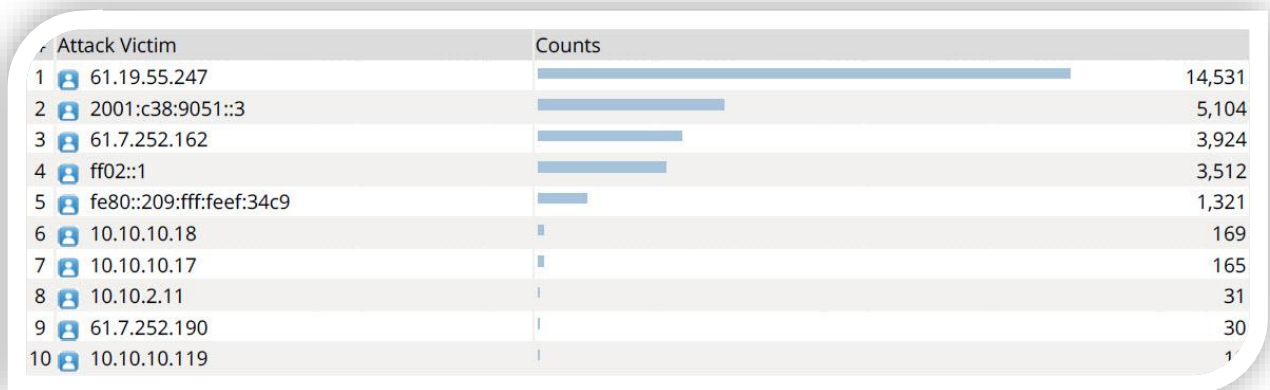 # Attack Victim Counts
1 61.19.55.247 14,531
2 2001:c38:9051::3 5,104
3 61.7.252.162 3,924
4 ff02::1 3,512
5 fe80::209:fff:feef:34c9 1,321
6 10.10.10.18 169
7 10.10.10.17 165
8 10.10.2.11 31
9 61.7.252.190 30
10 10.10.10.119